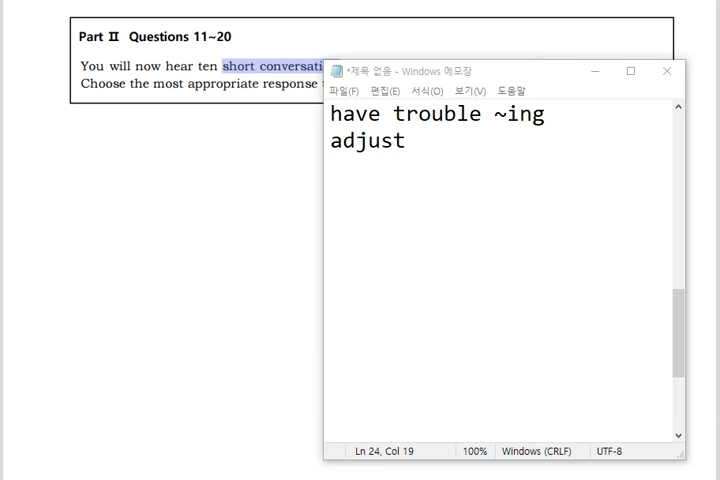 Part Ⅱ Questions 11~20
You will now hear ten short conversati
Choose the most appropriate response
*제목 없음 - Windows 메모장
파일(F) 편집(E) 서식(O) 보기(V) 도움말
have trouble ~ing
adjust
Ln 24, Col 19 100% Windows (CRLF) UTF-8